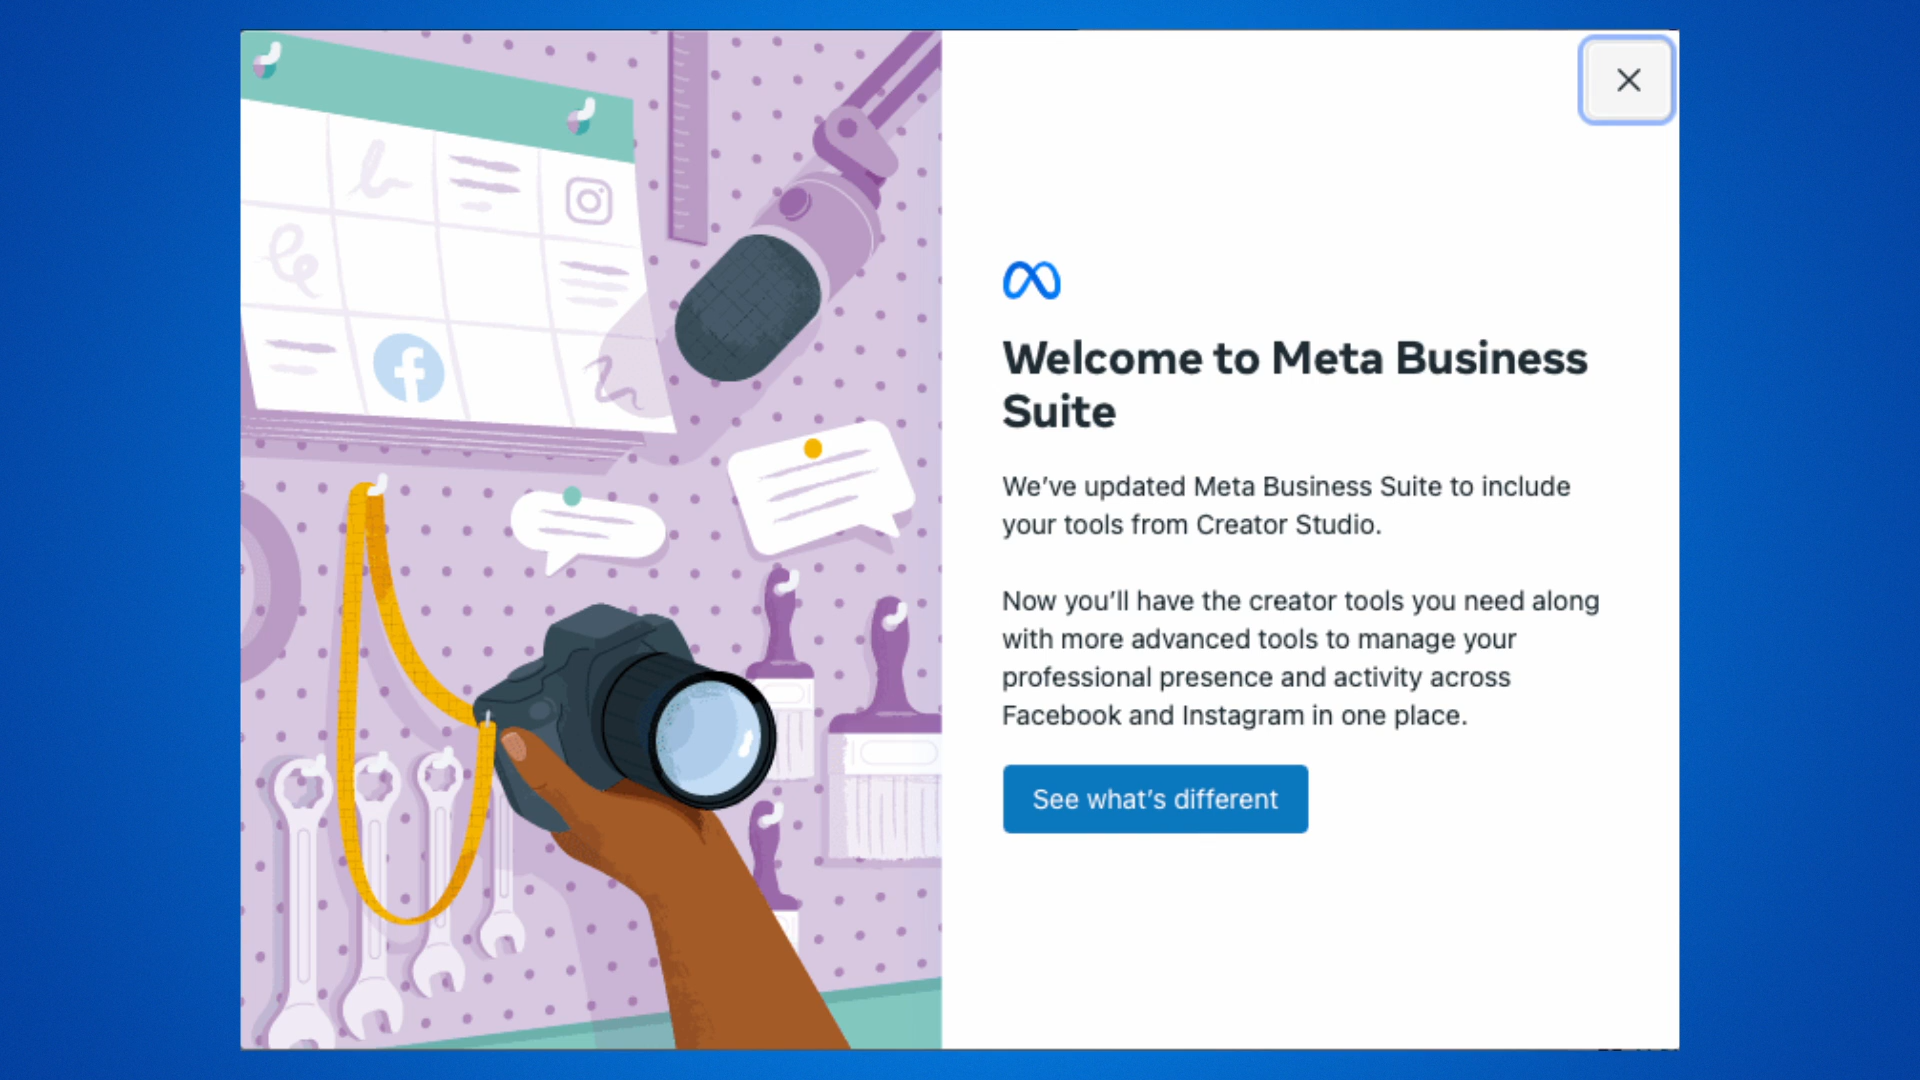 Welcome to Meta Business
Suite
We’ve updated Meta Business Suite to include
your tools from Creator Studio.
Now you’ll have the creator tools you need along
with more advanced tools to manage your
professional presence and activity across
Facebook and Instagram in one place.
See what’s different